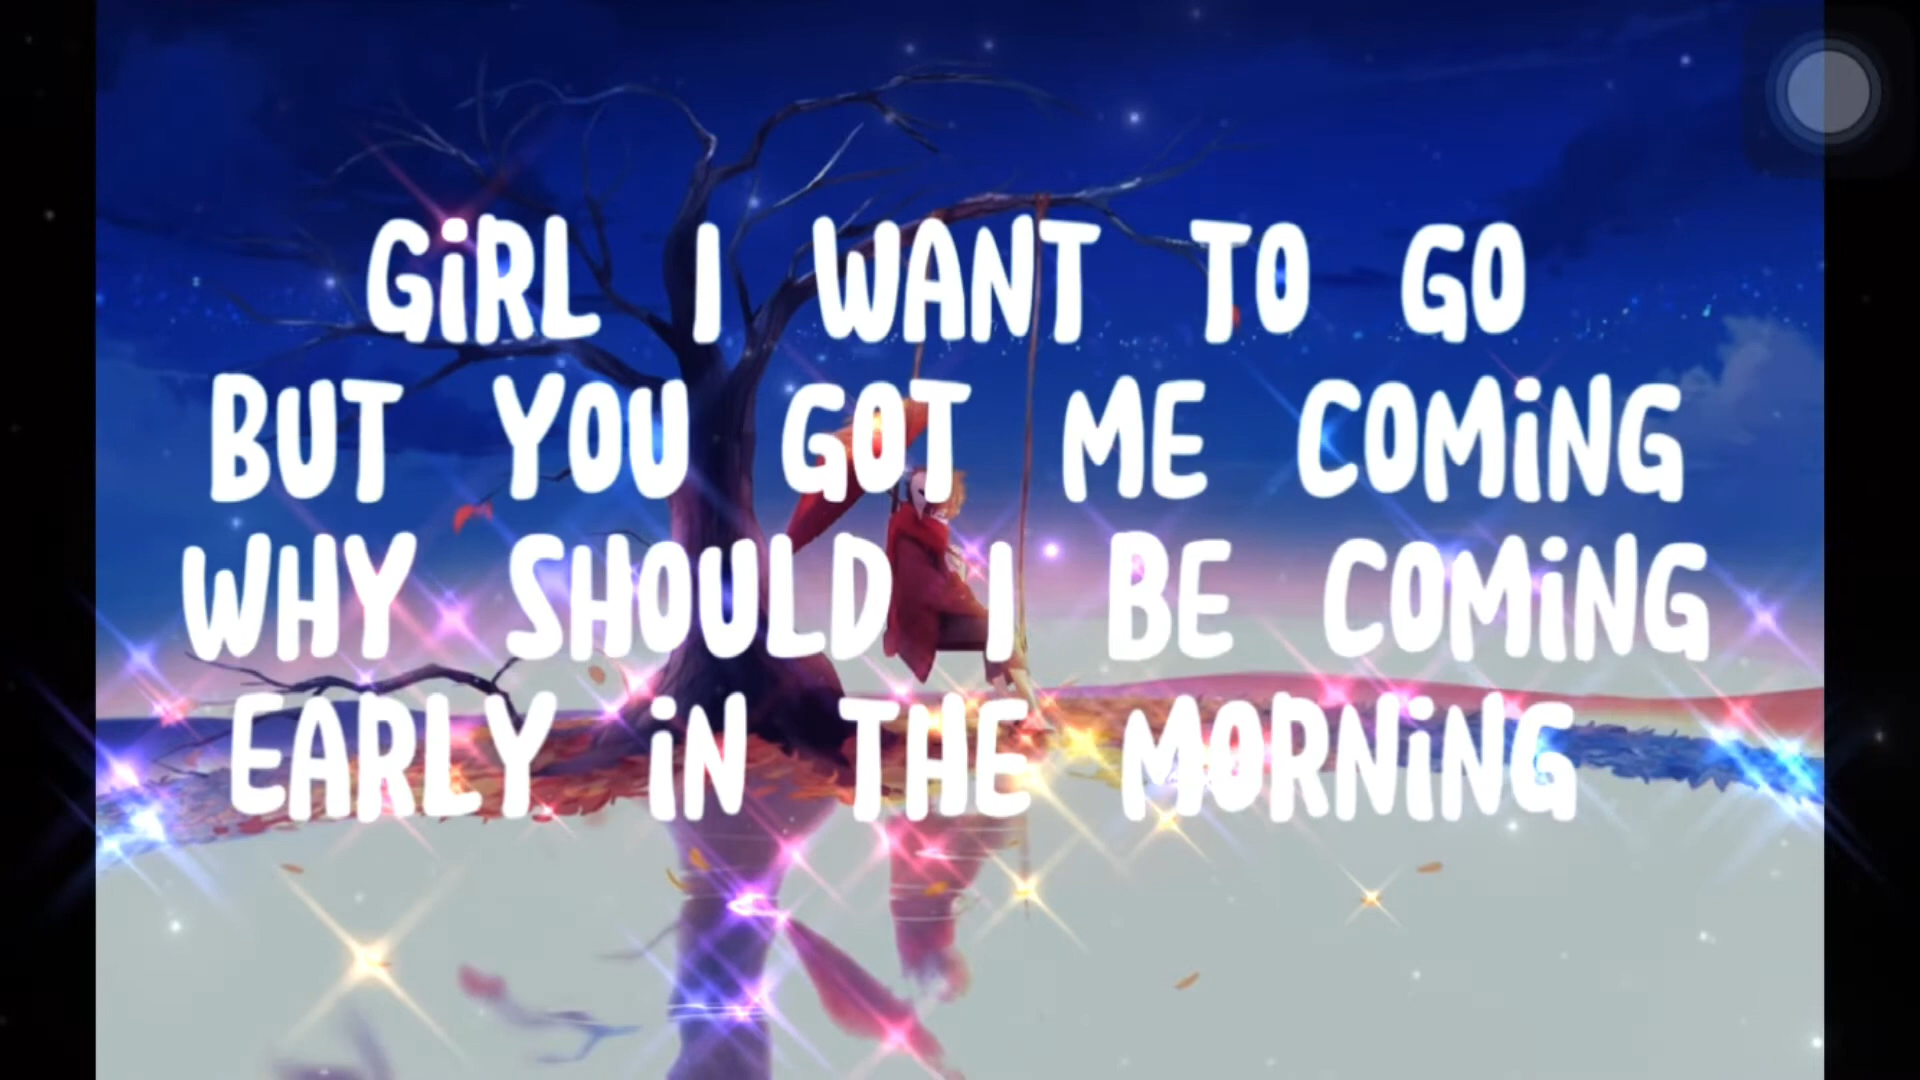 GiRL I WANT TO GO
BUT YOU GOT ME COMiNG
WHY SHOULD I BE COMiNG
EARLY iN THE MORNiNG